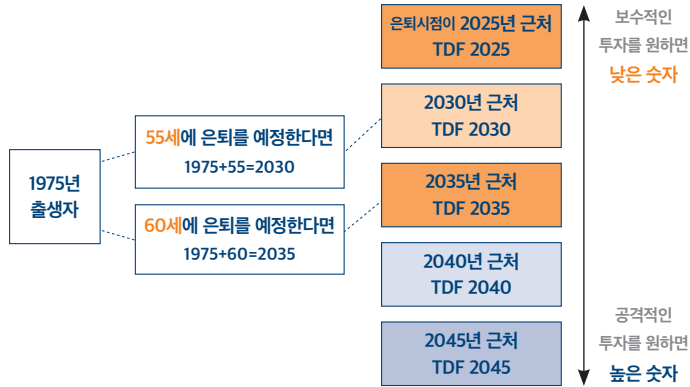 1975년
출생자
55세에 은퇴를 예정한다면
1975+55=2030
60세에 은퇴를 예정한다면
1975+60=2035
은퇴시점이 2025년 근처
TDF 2025
2030년 근처
TDF 2030
2035년 근처
TDF 2035
2040년 근처
TDF 2040
2045년 근처
TDF 2045
보수적인
투자를 원하면
낮은 숫자
공격적인
투자를 원하면
높은 숫자